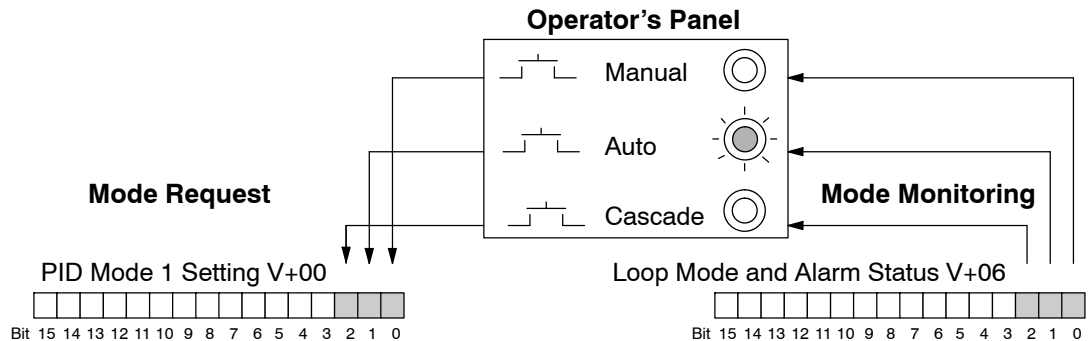 Operator's Panel
Manual
Auto
Cascade
Mode Request
Mode Monitoring
PID Mode 1 Setting V+00
Loop Mode and Alarm Status V+06
Bit 15 14 13 12 11 10 9 8 7 6 5 4 3 2 1 0
Bit 15 14 13 12 11 10 9 8 7 6 5 4 3 2 1 0